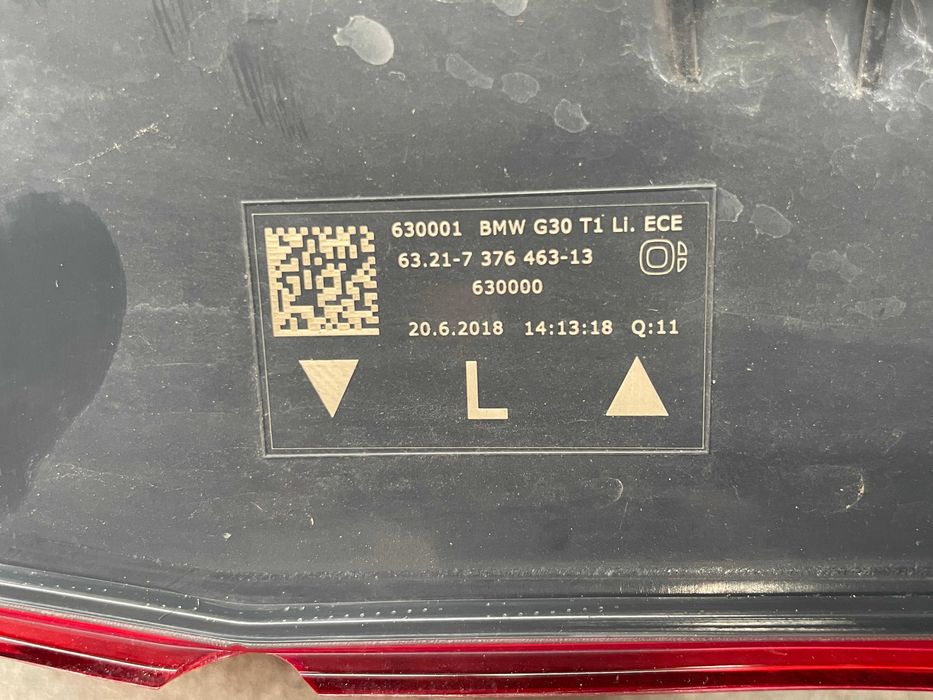 630001 BMW G30 T1 Li. ECE
63.21-7 376 463-13
630000
20.6.2018 14:13:18 Q:11
L